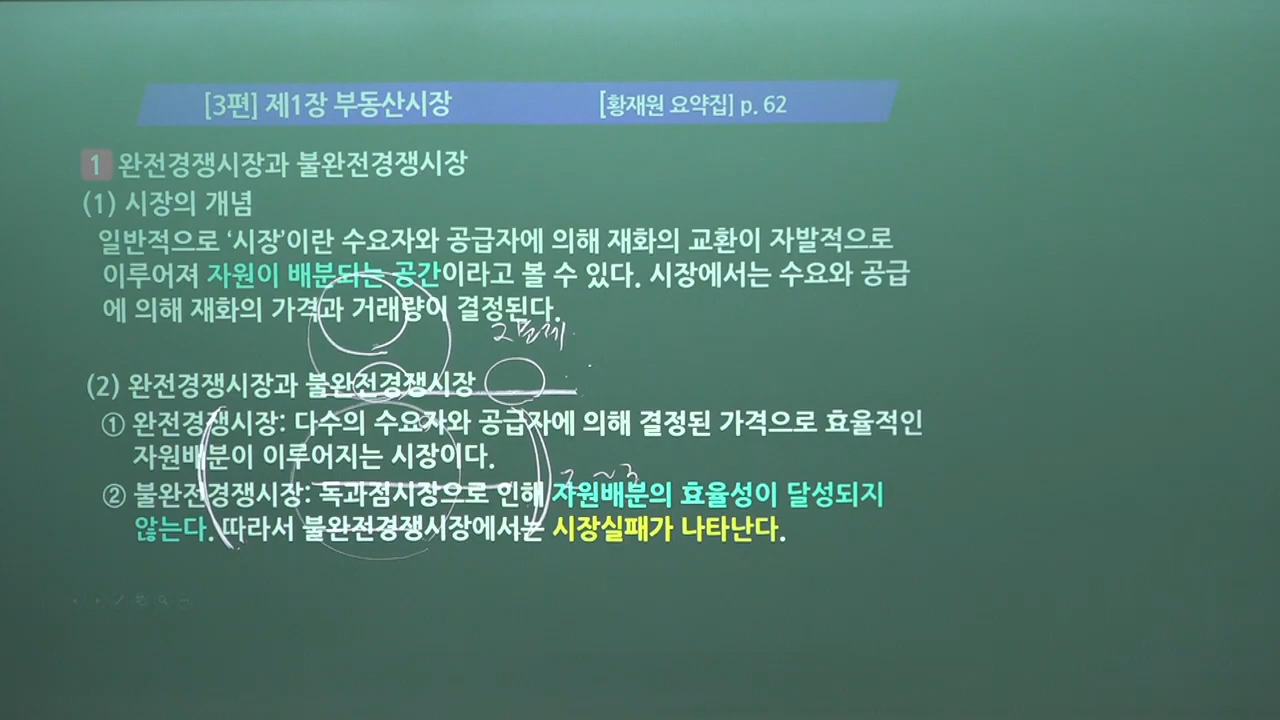 [3편] 제1장 부동산시장 [황재원 요약집] p. 62
1 완전경쟁시장과 불완전경쟁시장
(1) 시장의 개념
일반적으로 ‘시장’이란 수요자와 공급자에 의해 재화의 교환이 자발적으로
이루어져 자원이 배분되는 공간이라고 볼 수 있다. 시장에서는 수요와 공급
에 의해 재화의 가격과 거래량이 결정된다.
2문제
(2) 완전경쟁시장과 불완전경쟁시장
① 완전경쟁시장: 다수의 수요자와 공급자에 의해 결정된 가격으로 효율적인
자원배분이 이루어지는 시장이다.
2~3
② 불완전경쟁시장: 독과점시장으로 인해 자원배분의 효율성이 달성되지
않는다. 따라서 불완전경쟁시장에서는 시장실패가 나타난다.